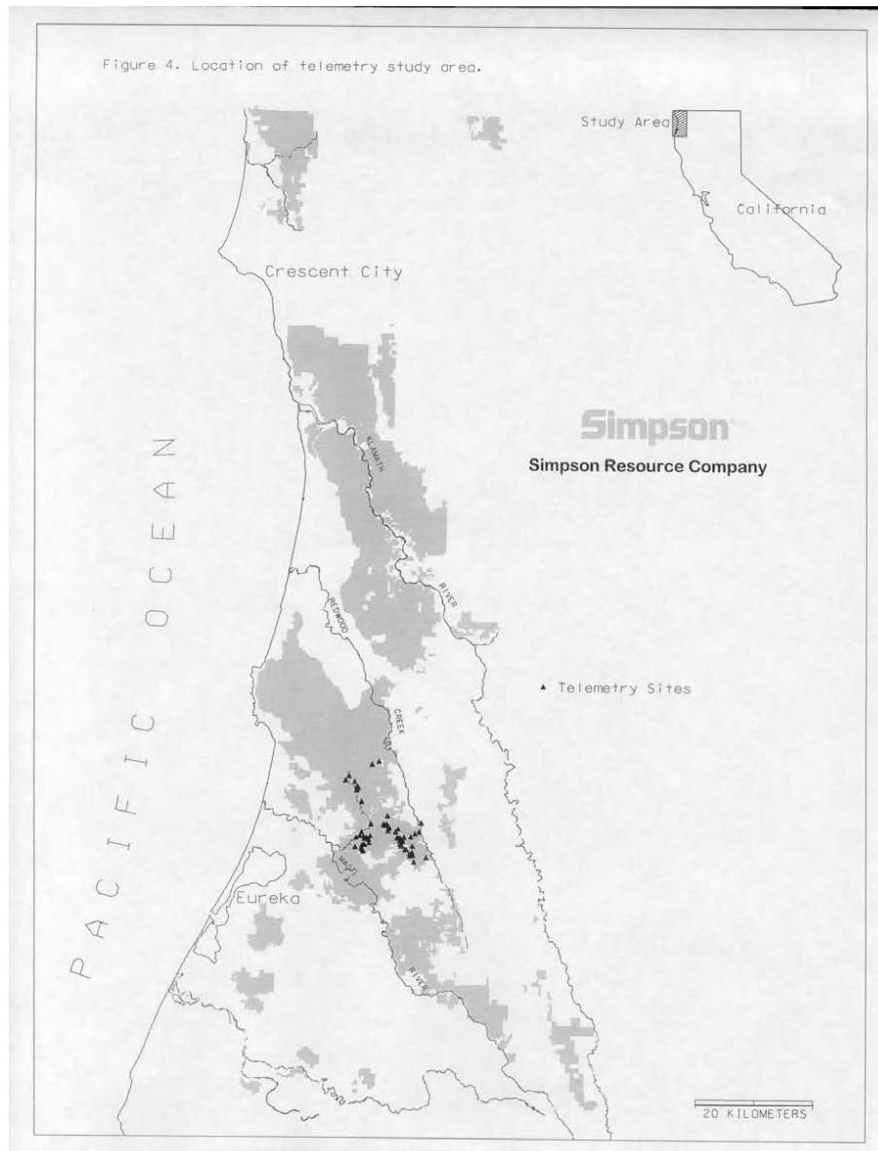 Figure 4. Location of telemetry study area.
Study Area
California
Crescent City
Simpson
Simpson Resource Company
KLAMATH
RIVER
REDWOOD
CREEK
PACIFIC OCEAN
Telemetry Sites
MAD
Eureka
RIVER
20 KILOMETERS